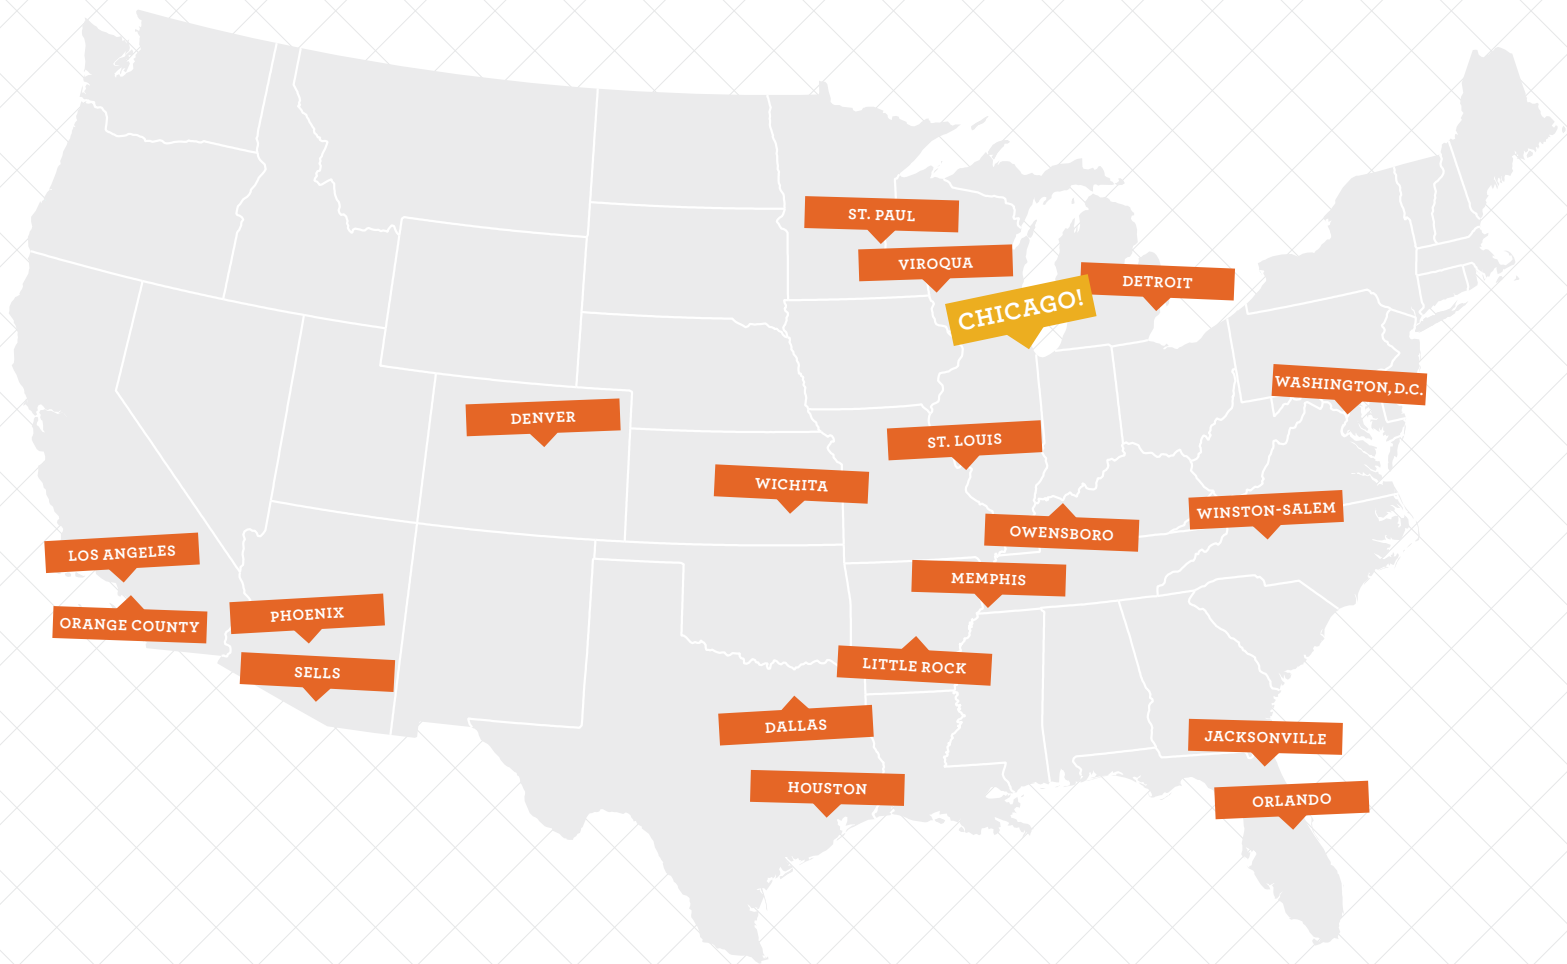 ST. PAUL
VIROQUA
DETROIT
CHICAGO!
WASHINGTON, D.C.
DENVER
ST. LOUIS
WICHITA
WINSTON-SALEM
OWENSBORO
LOS ANGELES
MEMPHIS
PHOENIX
ORANGE COUNTY
LITTLE ROCK
SELLS
DALLAS
JACKSONVILLE
HOUSTON
ORLANDO